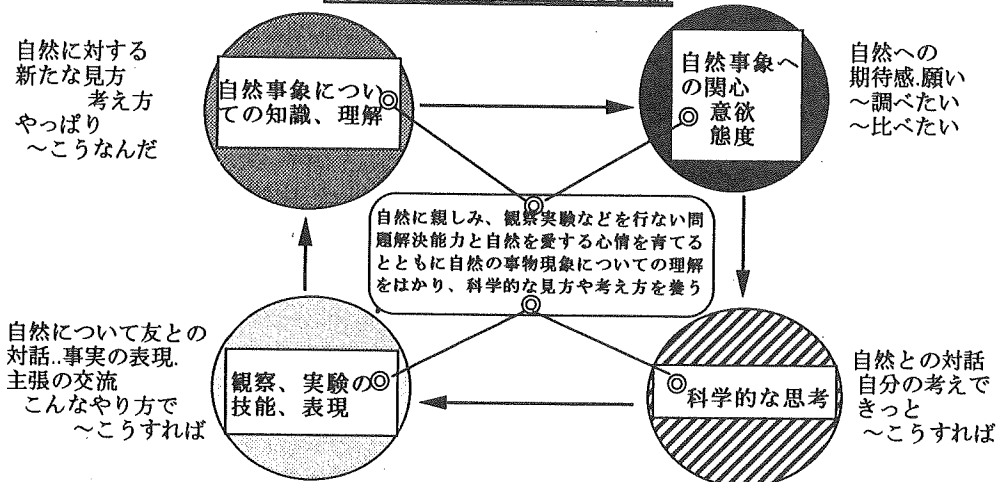 自然に対する
新たな見方
考え方
やっぱり
～こうなんだ
自然事象につい
ての知識、理解
自然事象へ
の関心
意欲
態度
自然への
期待感.願い
～調べたい
～比べたい
自然に親しみ、観察実験などを行ない問
題解決能力と自然を愛する心情を育てる
とともに自然の事物現象についての理解
をはかり、科学的な見方や考え方を養う
自然について友との
対話..事実の表現.
主張の交流
こんなやり方で
～こうすれば
観察、実験の
技能、表現
科学的な思考
自然との対話
自分の考えで
きっと
～こうすれば